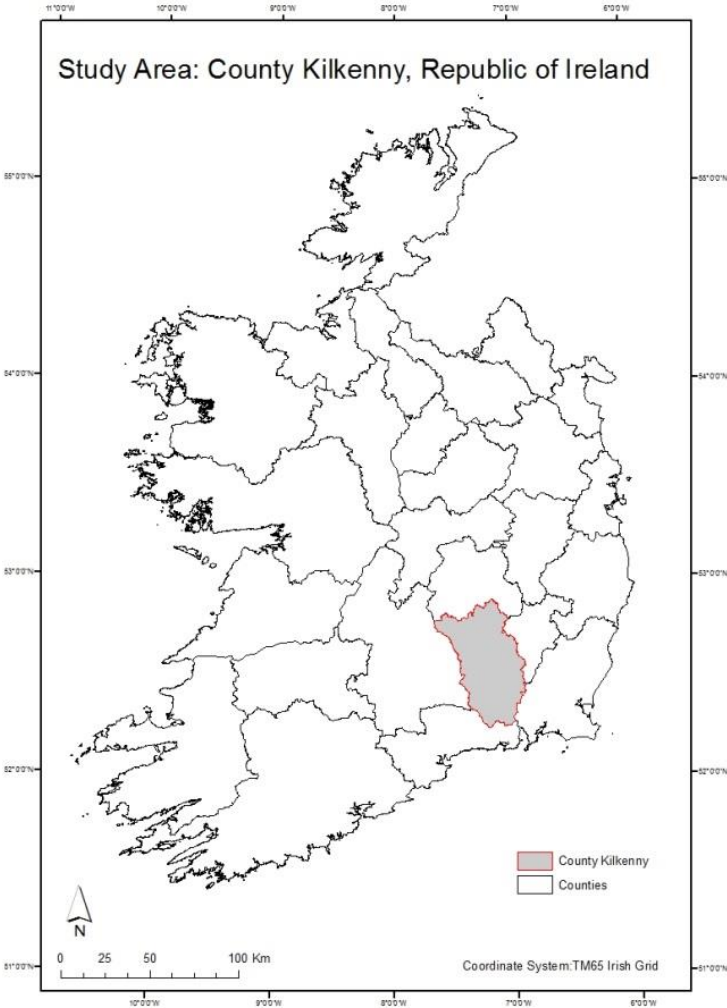 11°0'0"W 10°0'0"W 9°0'0"W 8°0'0"W 7°0'0"W 6°0'0"W
Study Area: County Kilkenny, Republic of Ireland
55°0'0"N 55°0'0"N
54°0'0"N 54°0'0"N
53°0'0"N 53°0'0"N
52°0'0"N 52°0'0"N
County Kilkenny
Counties
N
0 25 50 100 Km
Coordinate System:TM65 Irish Grid
51°0'0"N 51°0'0"N
10°0'0"W 9°0'0"W 8°0'0"W 7°0'0"W 6°0'0"W